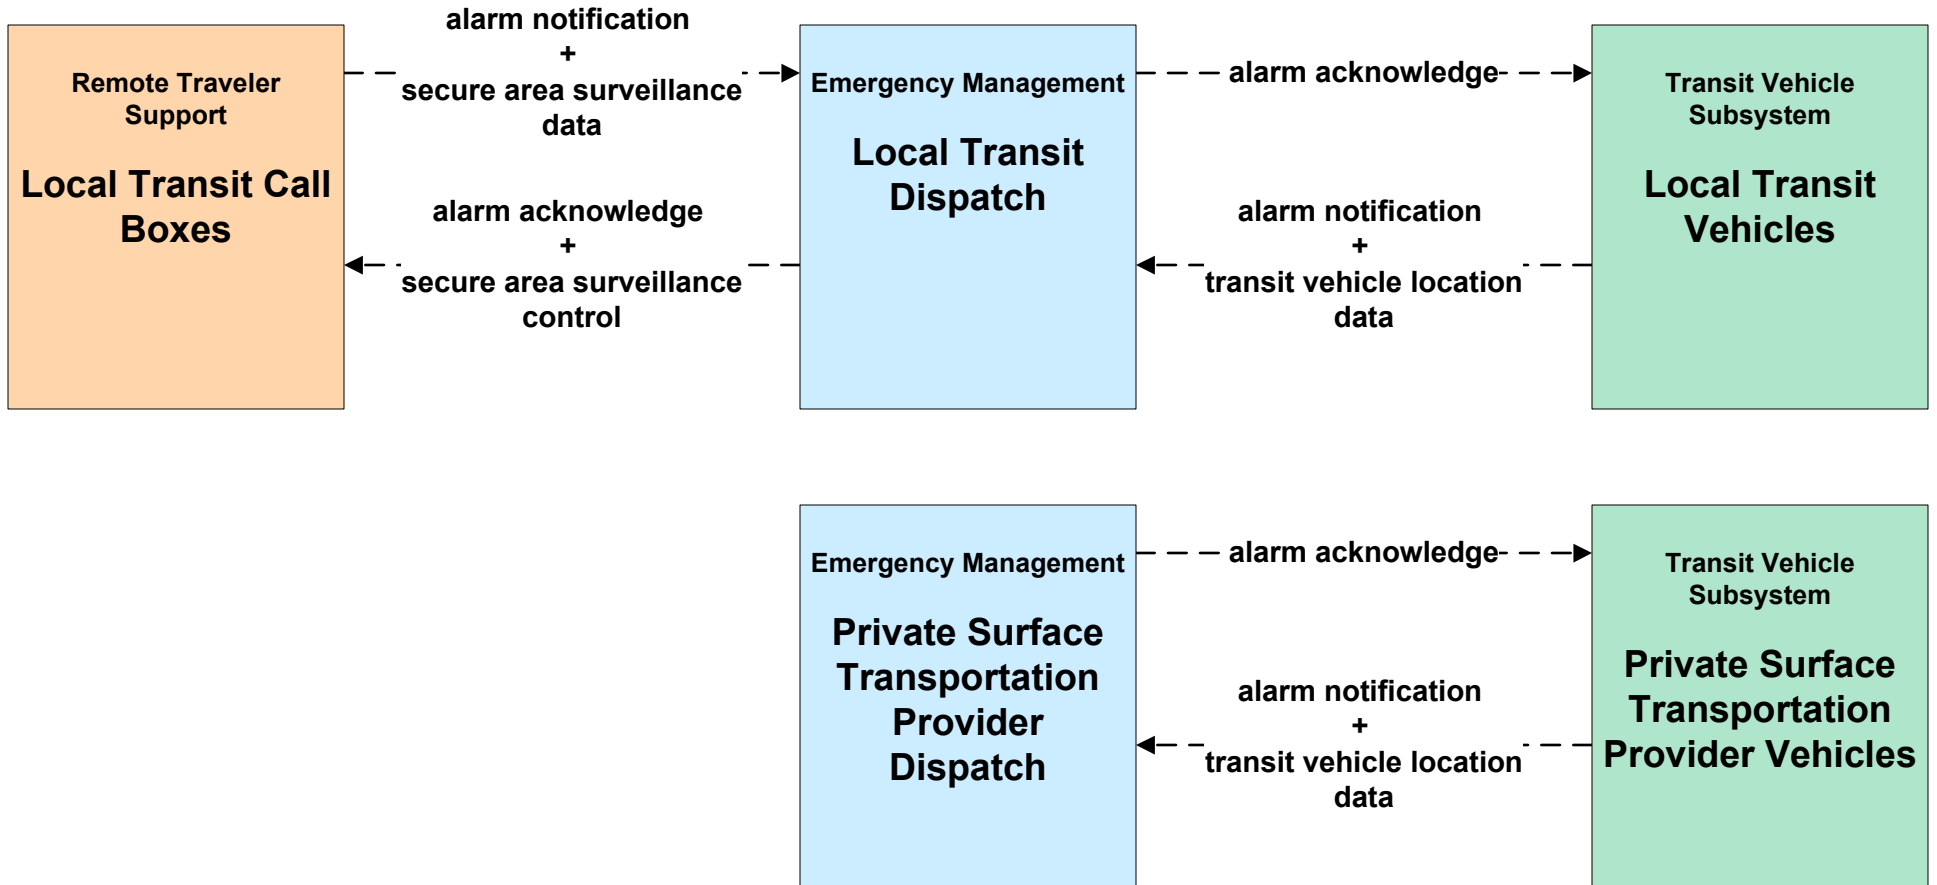 Remote Traveler
Support
Local Transit Call
Boxes
alarm notification
+
secure area surveillance
data
alarm acknowledge
+
secure area surveillance
control
Emergency Management
Local Transit
Dispatch
alarm acknowledge
alarm notification
+
transit vehicle location
data
Transit Vehicle
Subsystem
Local Transit
Vehicles
Emergency Management
Private Surface
Transportation
Provider
Dispatch
alarm acknowledge
alarm notification
+
transit vehicle location
data
Transit Vehicle
Subsystem
Private Surface
Transportation
Provider Vehicles